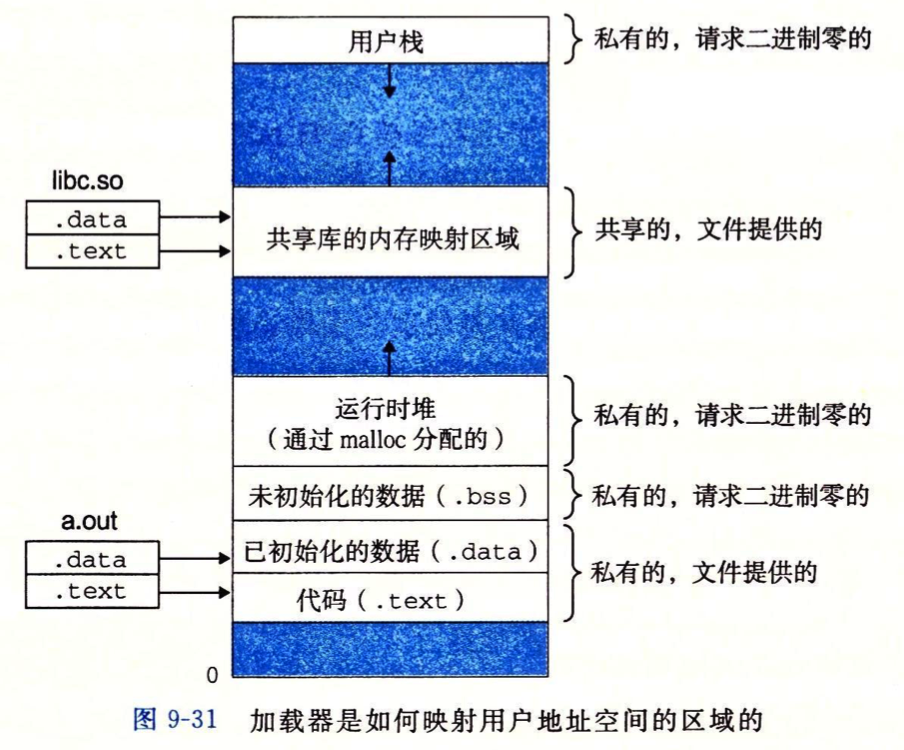 用户栈
私有的，请求二进制零的
libc.so
.data
.text
共享库的内存映射区域
共享的，文件提供的
运行时堆
（通过 malloc 分配的）
私有的，请求二进制零的
未初始化的数据（.bss）
私有的，请求二进制零的
a.out
.data
.text
已初始化的数据（.data）
代码（.text）
私有的，文件提供的
0
图 9-31 加载器是如何映射用户地址空间的区域的